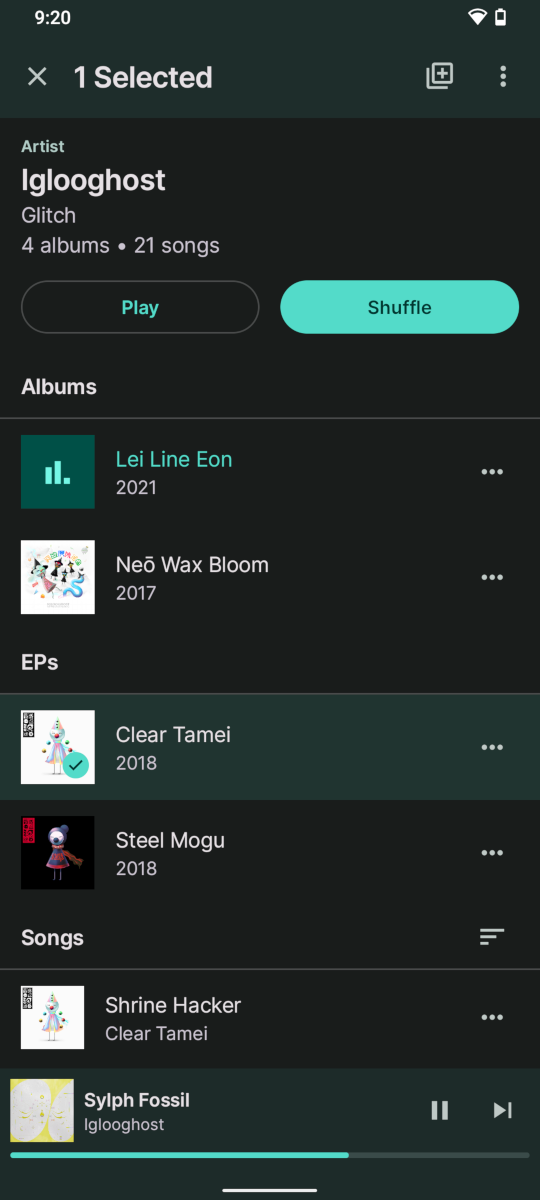 9:20
1 Selected
Artist
Iglooghost
Glitch
4 albums • 21 songs
Play
Shuffle
Albums
Lei Line Eon
2021
Neō Wax Bloom
2017
EPs
Clear Tamei
2018
Steel Mogu
2018
Songs
Shrine Hacker
Clear Tamei
Sylph Fossil
Iglooghost